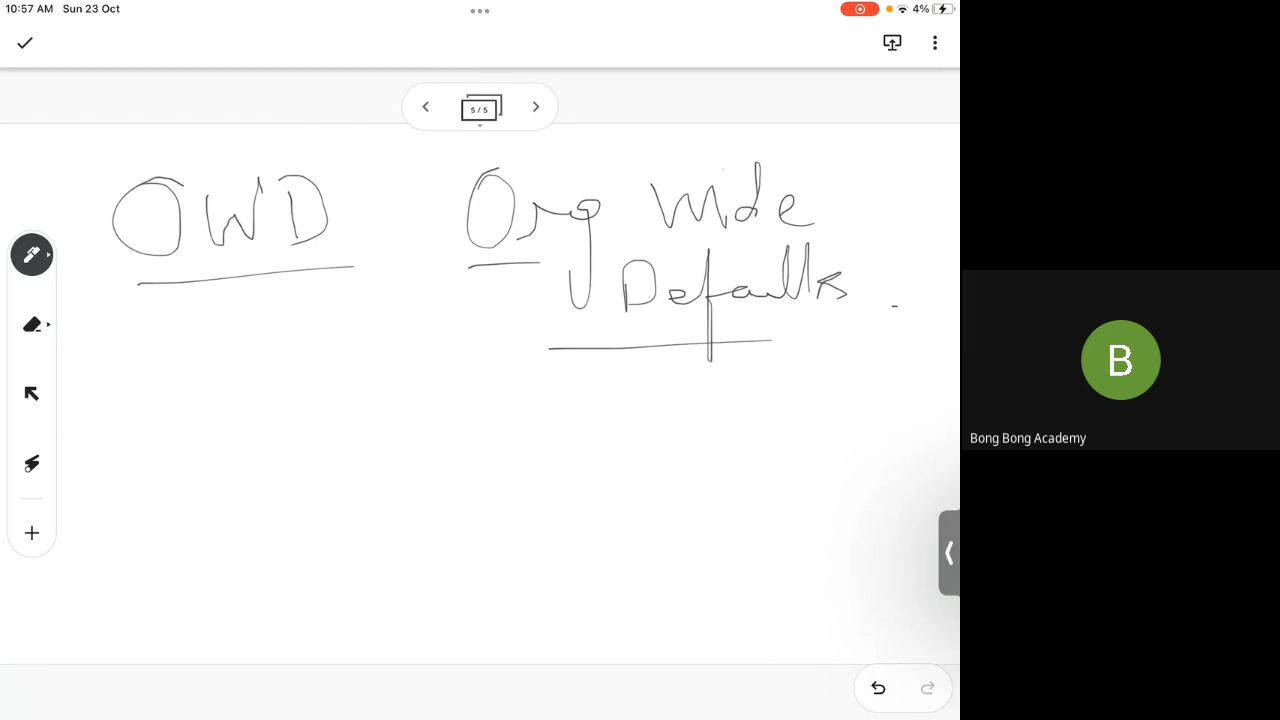 10:57 AM Sun 23 Oct
4%
5 / 5
OWD Org Wide
Defaults
B
Bong Bong Academy